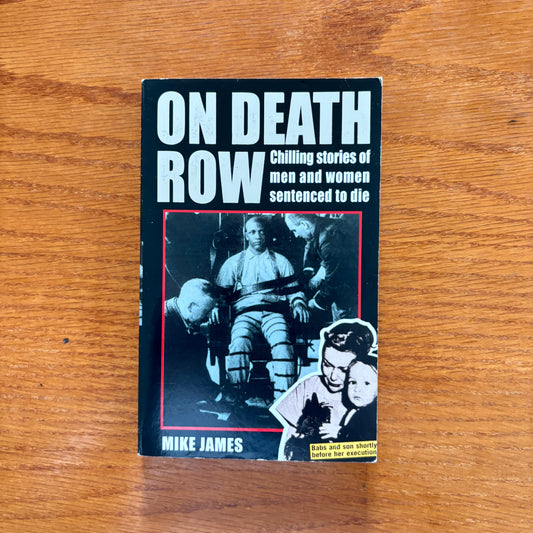 ON DEATH
ROW
Chilling stories of
men and women
sentenced to die
MIKE JAMES
Babs and son shortly
before her execution